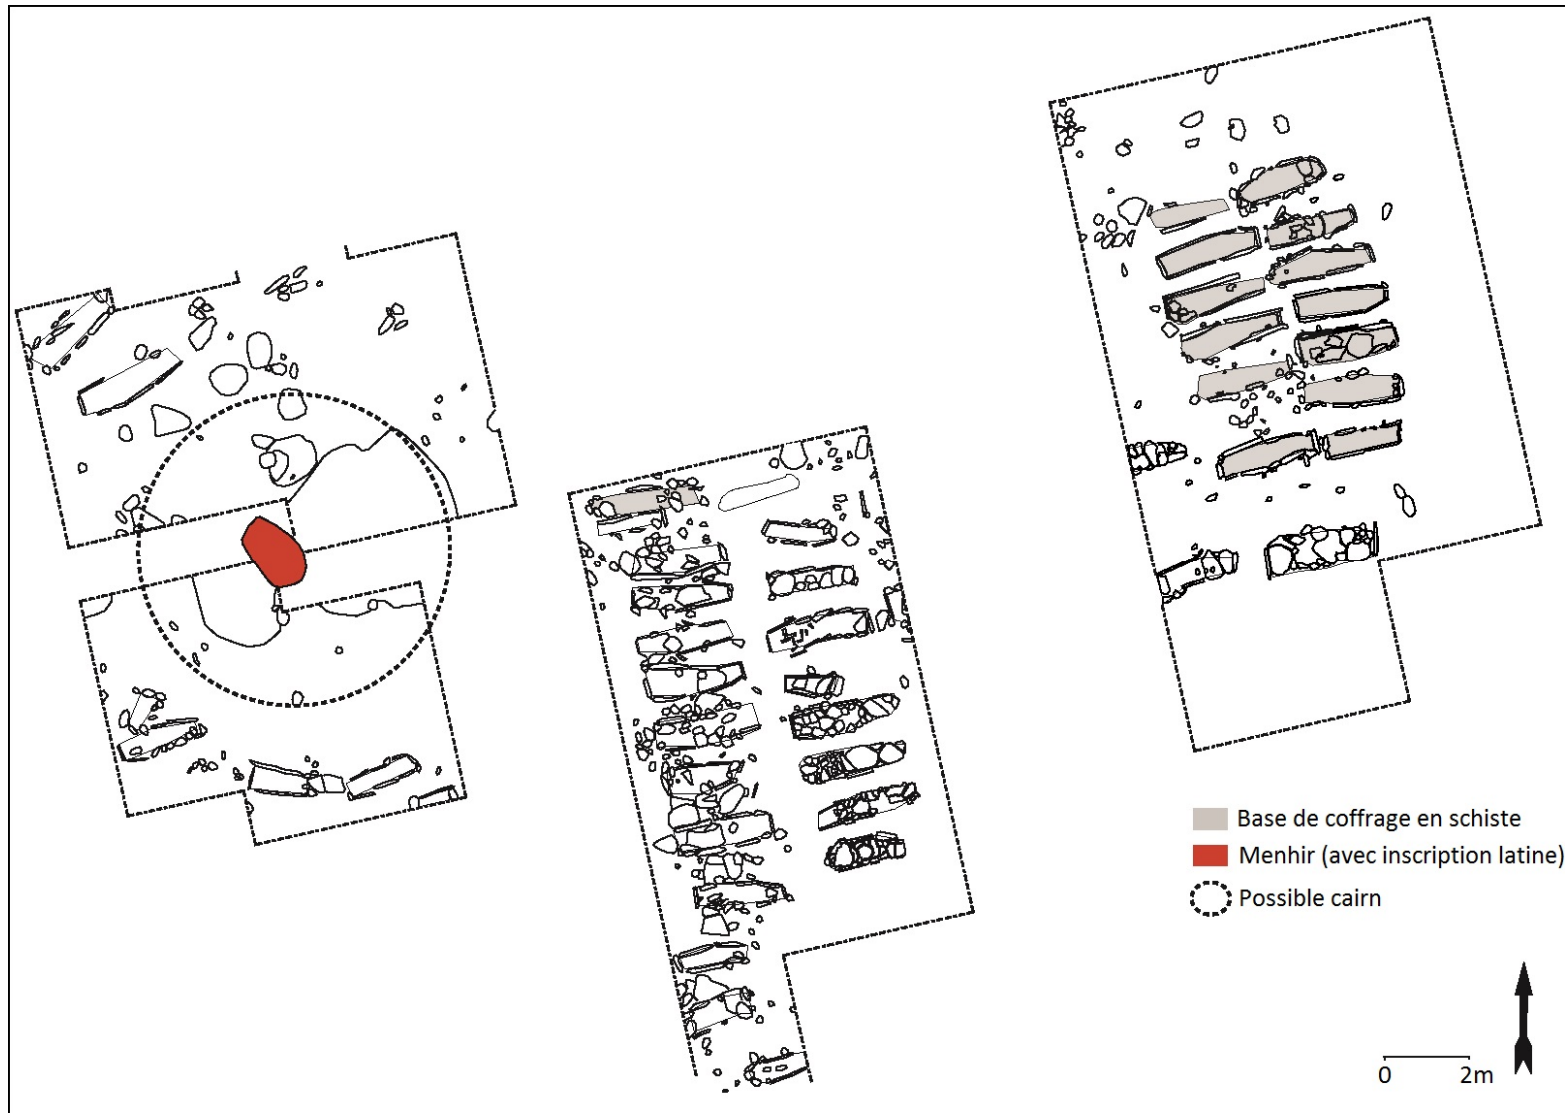 Base de coffrage en schiste
Menhir (avec inscription latine)
Possible cairn
0 2m